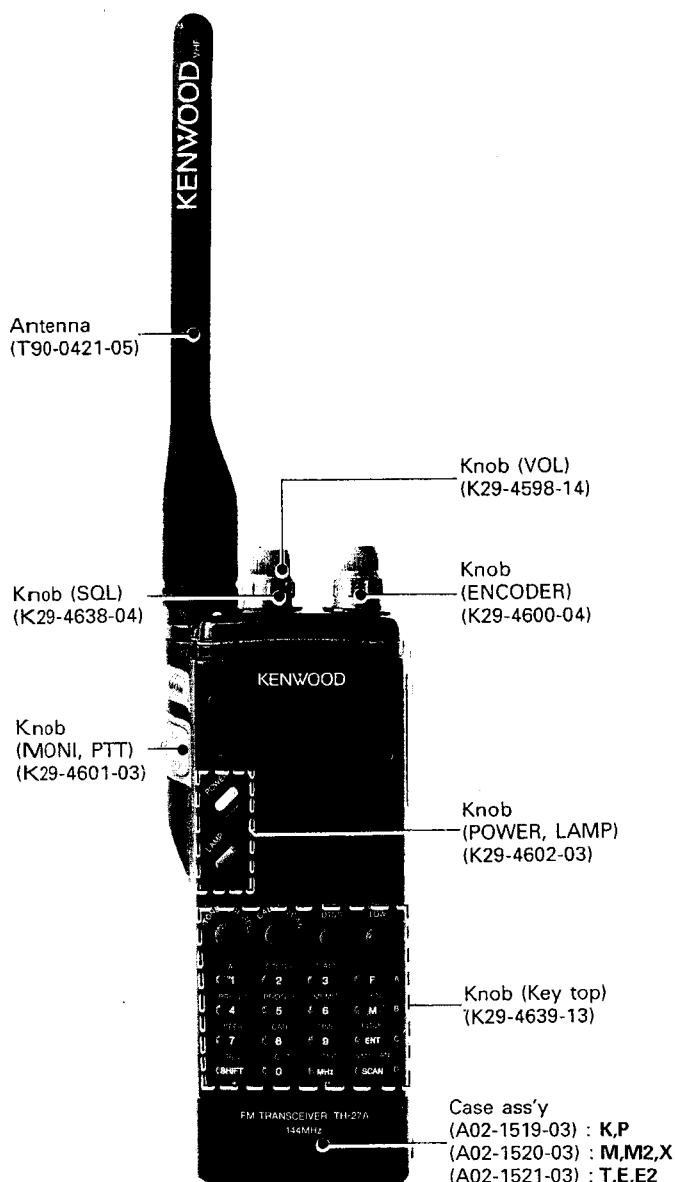 KENWOOD VHF
Antenna
(T90-0421-05)
Knob (VOL)
(K29-4598-14)
Knob (SQL)
(K29-4638-04)
Knob
(ENCODER)
(K29-4600-04)
KENWOOD
Knob
(MONI, PTT)
(K29-4601-03)
POWER
LAMP
Knob
(POWER, LAMP)
(K29-4602-03)
LOW
1 2 3 F A
4 5 6 M B
7 8 9 ENT C
SHIFT 0 MHz SCAN D
Knob (Key top)
(K29-4639-13)
FM TRANSCEIVER TH-27A
144MHz
Case ass'y
(A02-1519-03) : K,P
(A02-1520-03) : M,M2,X
(A02-1521-03) : T,E,E2